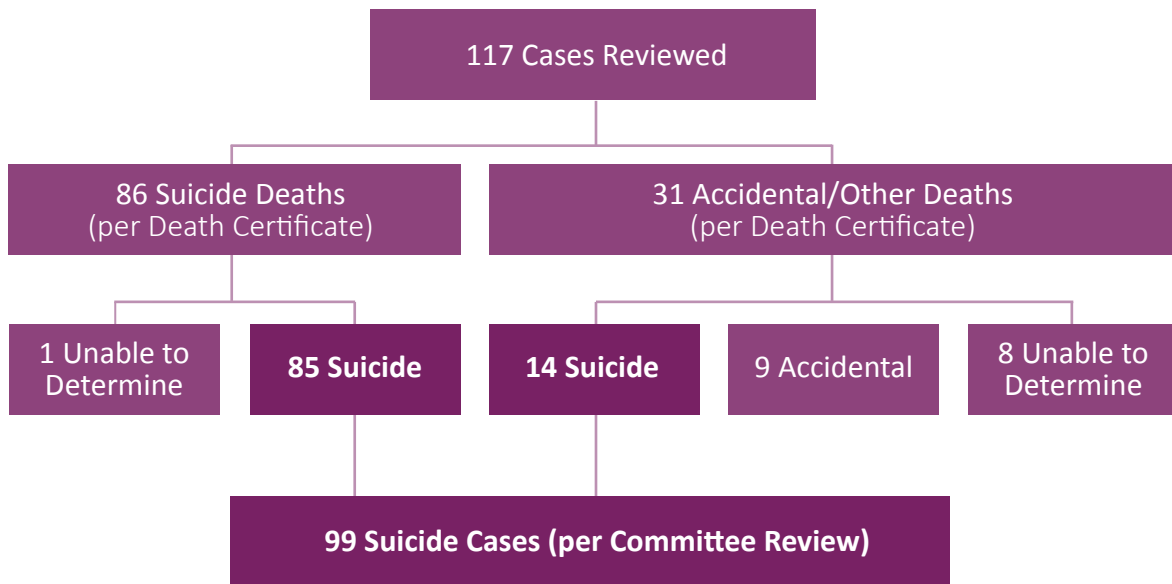 117 Cases Reviewed
86 Suicide Deaths
(per Death Certificate)
31 Accidental/Other Deaths
(per Death Certificate)
1 Unable to
Determine
85 Suicide
14 Suicide
9 Accidental
8 Unable to
Determine
99 Suicide Cases (per Committee Review)